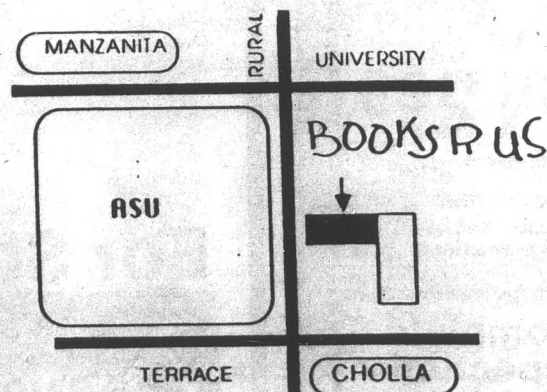 MANZANITA
RURAL
UNIVERSITY
BOOKS R US
ASU
TERRACE
CHOLLA